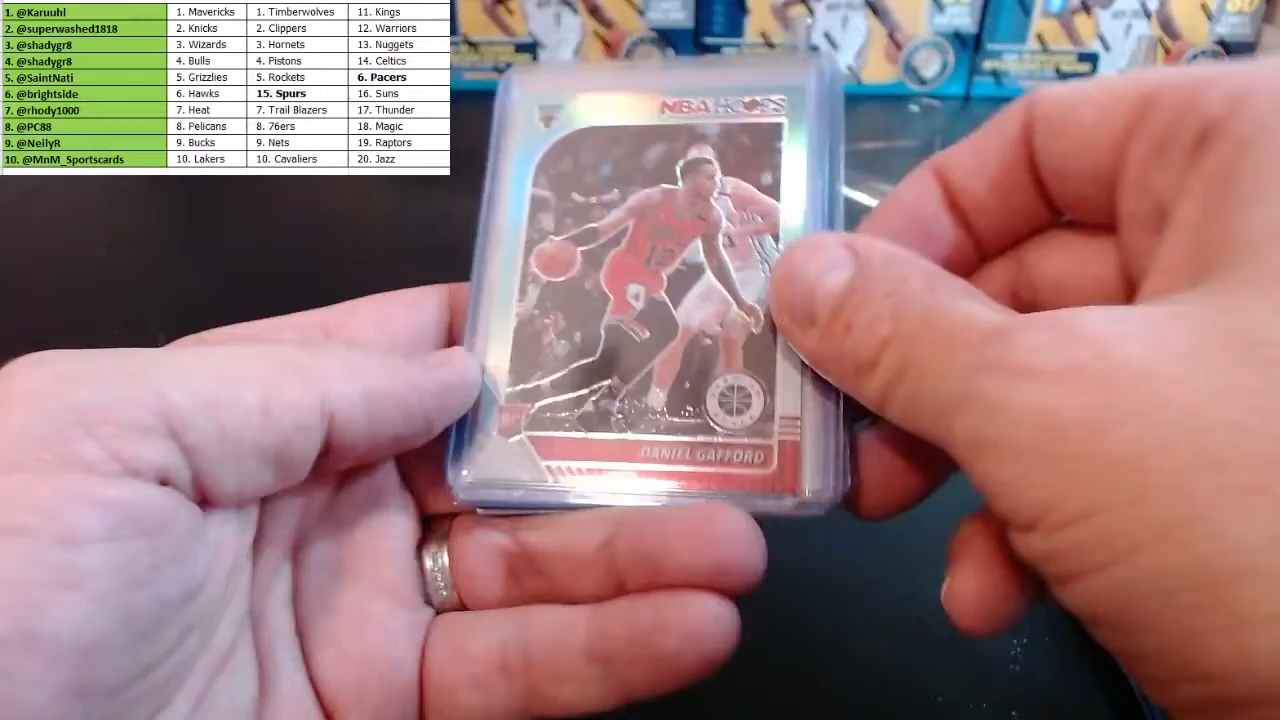 1. @Karuuhl 1. Mavericks 1. Timberwolves 11. Kings
2. @superwashed1818 2. Knicks 2. Clippers 12. Warriors
3. @shadygr8 3. Wizards 3. Hornets 13. Nuggets
4. @shadygr8 4. Bulls 4. Pistons 14. Celtics
5. @SaintNati 5. Grizzlies 5. Rockets 6. Pacers
6. @brightside 6. Hawks 15. Spurs 16. Suns
7. @rhody1000 7. Heat 7. Trail Blazers 17. Thunder
8. @PC88 8. Pelicans 8. 76ers 18. Magic
9. @NeilyR 9. Bucks 9. Nets 19. Raptors
10. @MnM_Sportscards 10. Lakers 10. Cavaliers 20. Jazz
NBA HOOPS
12
DANIEL GAFFORD